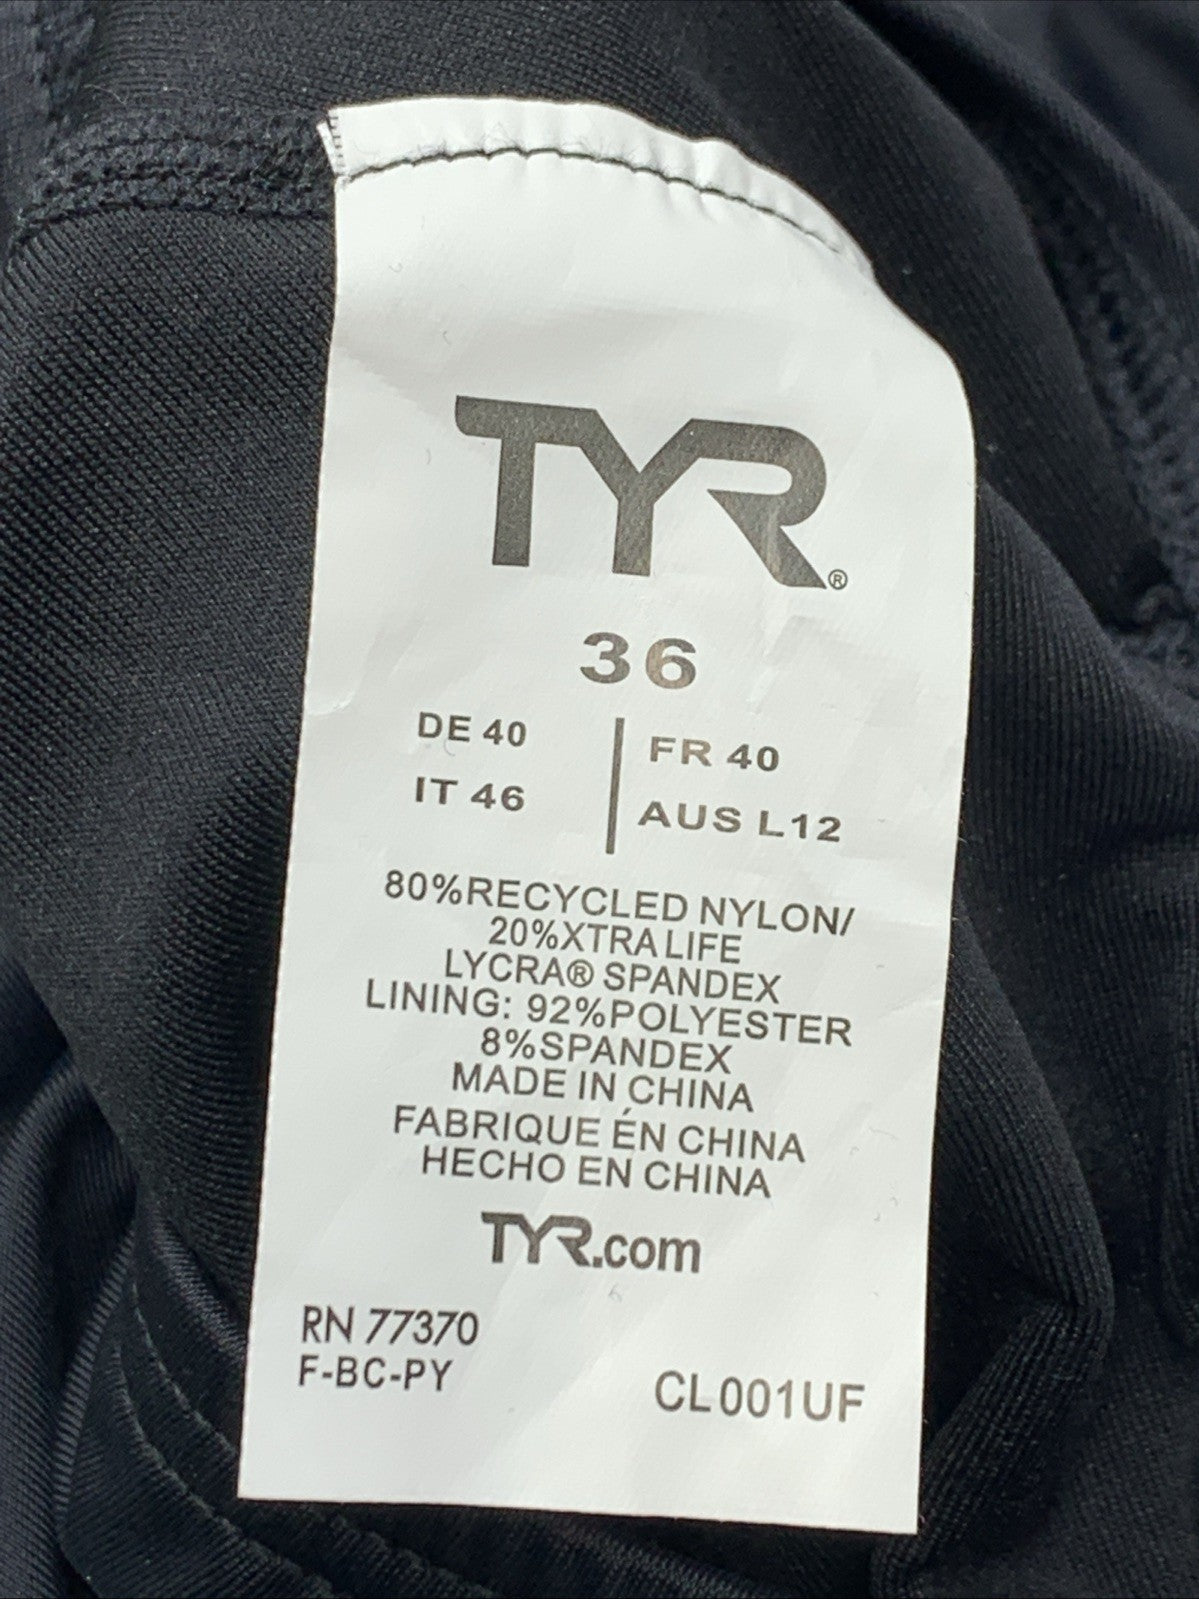 TYR®
36
DE 40 | FR 40
IT 46 | AUS L12
80%RECYCLED NYLON/
20%XTRA LIFE
LYCRA® SPANDEX
LINING: 92%POLYESTER
8%SPANDEX
MADE IN CHINA
FABRIQUE ÉN CHINA
HECHO EN CHINA
TYR.com
RN 77370
F-BC-PY
CL001UF